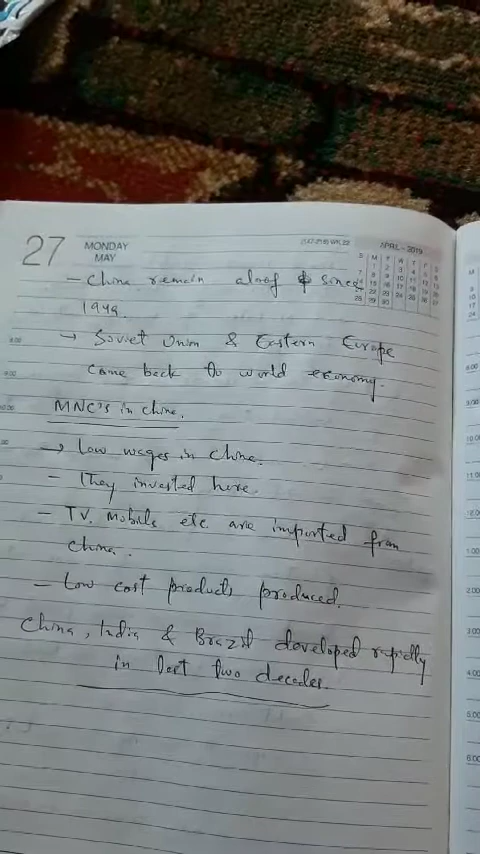 27 MONDAY
MAY
APRIL - 2019
- China remain aloof since
1949.
→ Soviet Union & Eastern Europe
came back to world economy.
MNC's in china.
→ Low wages in China.
- They invested here.
- TV. Mobils etc are imported from
China.
- Low cost products produced.
China, India & Brazil developed rapidly
in last two decades.